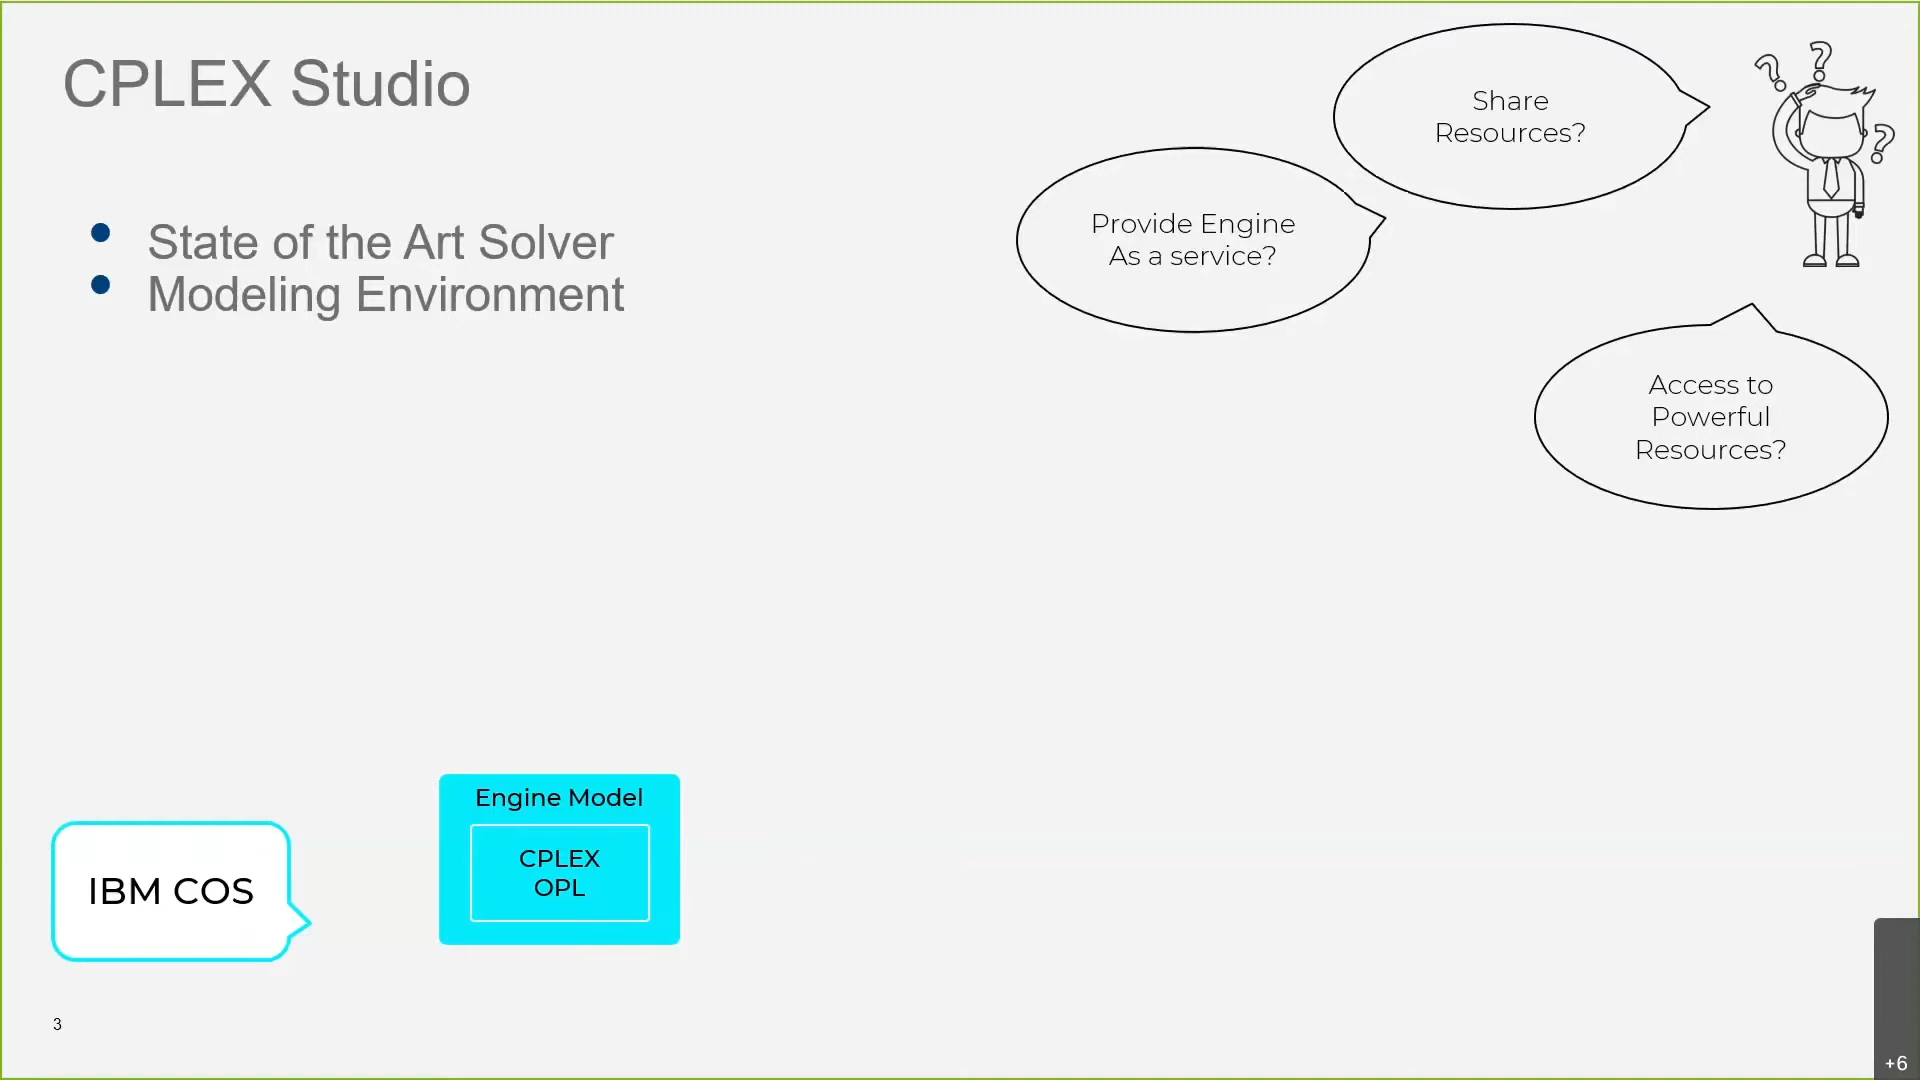 CPLEX Studio
Share
Resources?
Provide Engine
As a service?
State of the Art Solver
Modeling Environment
Access to
Powerful
Resources?
Engine Model
CPLEX
OPL
IBM COS
3
+6